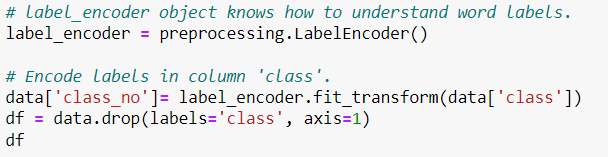 # label_encoder object knows how to understand word labels.
label_encoder = preprocessing.LabelEncoder()
# Encode labels in column 'class'.
data['class_no']= label_encoder.fit_transform(data['class'])
df = data.drop(labels='class', axis=1)
df